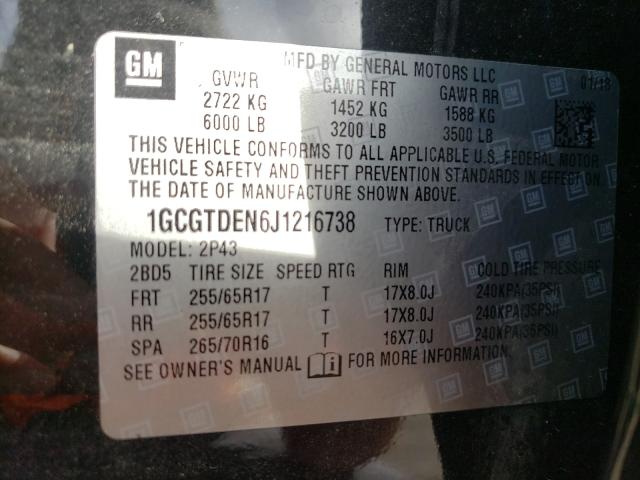 GM
MFD BY GENERAL MOTORS LLC
GVWR GAWR FRT GAWR RR 01/18
2722 KG 1452 KG 1588 KG
6000 LB 3200 LB 3500 LB
THIS VEHICLE CONFORMS TO ALL APPLICABLE U.S. FEDERAL MOTOR
VEHICLE SAFETY AND THEFT PREVENTION STANDARDS IN EFFECT ON
THE DATE OF MANUFACTURE SHOWN ABOVE.
1GCGTDEN6J1216738 TYPE: TRUCK
MODEL: 2P43
2BD5 TIRE SIZE SPEED RTG RIM COLD TIRE PRESSURE
FRT 255/65R17 T 17X8.0J 240KPA(35PSI)
RR 255/65R17 T 17X8.0J 240KPA(35PSI)
SPA 265/70R16 T 16X7.0J 240KPA(35PSI)
SEE OWNER'S MANUAL FOR MORE INFORMATION.